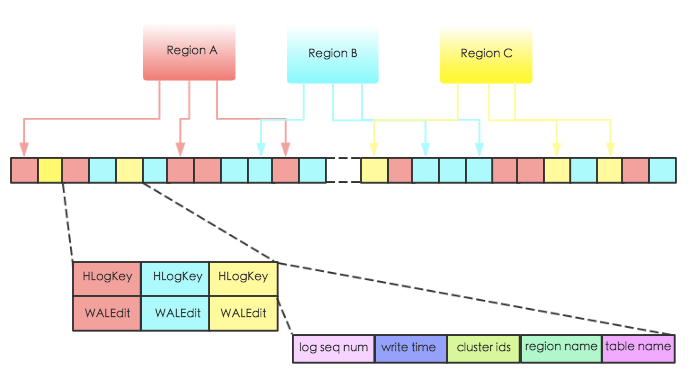 Region A
Region B
Region C
HLogKey
HLogKey
HLogKey
WALEdit
WALEdit
WALEdit
log seq num
write time
cluster ids
region name
table name